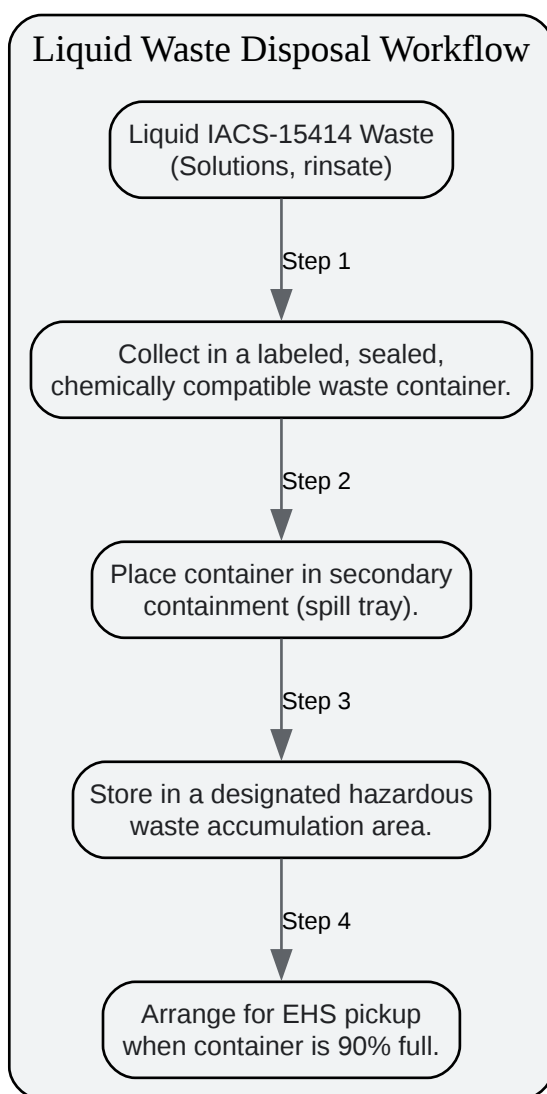 Liquid Waste Disposal Workflow
Liquid IACS-15414 Waste
(Solutions, rinsate)
Step 1
Collect in a labeled, sealed,
chemically compatible waste container.
Step 2
Place container in secondary
containment (spill tray).
Step 3
Store in a designated hazardous
waste accumulation area.
Step 4
Arrange for EHS pickup
when container is 90% full.